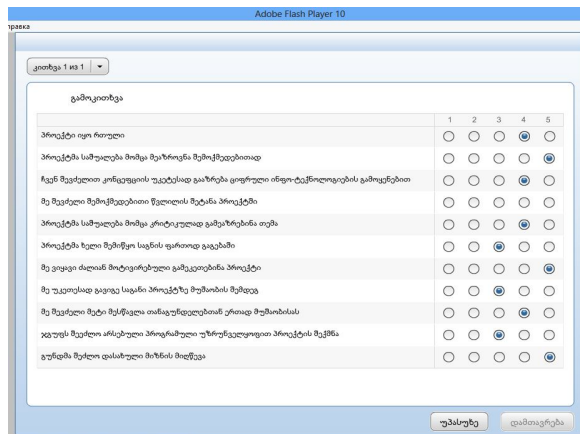 Adobe Flash Player 10
правка
კითხვა 1 из 1
გამოკითხვა
1 2 3 4 5
პროექტი იყო რთული
პროექტმა საშუალება მომცა მეაზროვნა შემოქმედებითად
ჩვენ შევძელით კონცეფციის უკეტესად გააზრება ციფრული ინფო-ტექნოლოგიების გამოყენებით
მე შევძელი შემოქმედებითი წვლილის შეტანა პროექტში
პროექტმა საშუალება მომცა კრიტიკულად გამეაზრებინა თემა
პროექტმა ხელი შემიწყო საგნის ფართოდ გაგებაში
მე ვიყავი ძალიან მოტივირებული გამეკეთებინა პროექტი
მე უკეთესად გავიგე საგანი პროექტზე მუშაობის შემდეგ
მე შევძელი მეტი მესწავლა თანაგუნდელებთან ერთად მუშაობისას
ჯგუფს შეეძლო არსებული პროგრამული უზრუნველყოფით პროექტის შექმნა
გუნდმა შეძლო დასახული მიზნის მიღწევა
უპასუხე დამთავრება